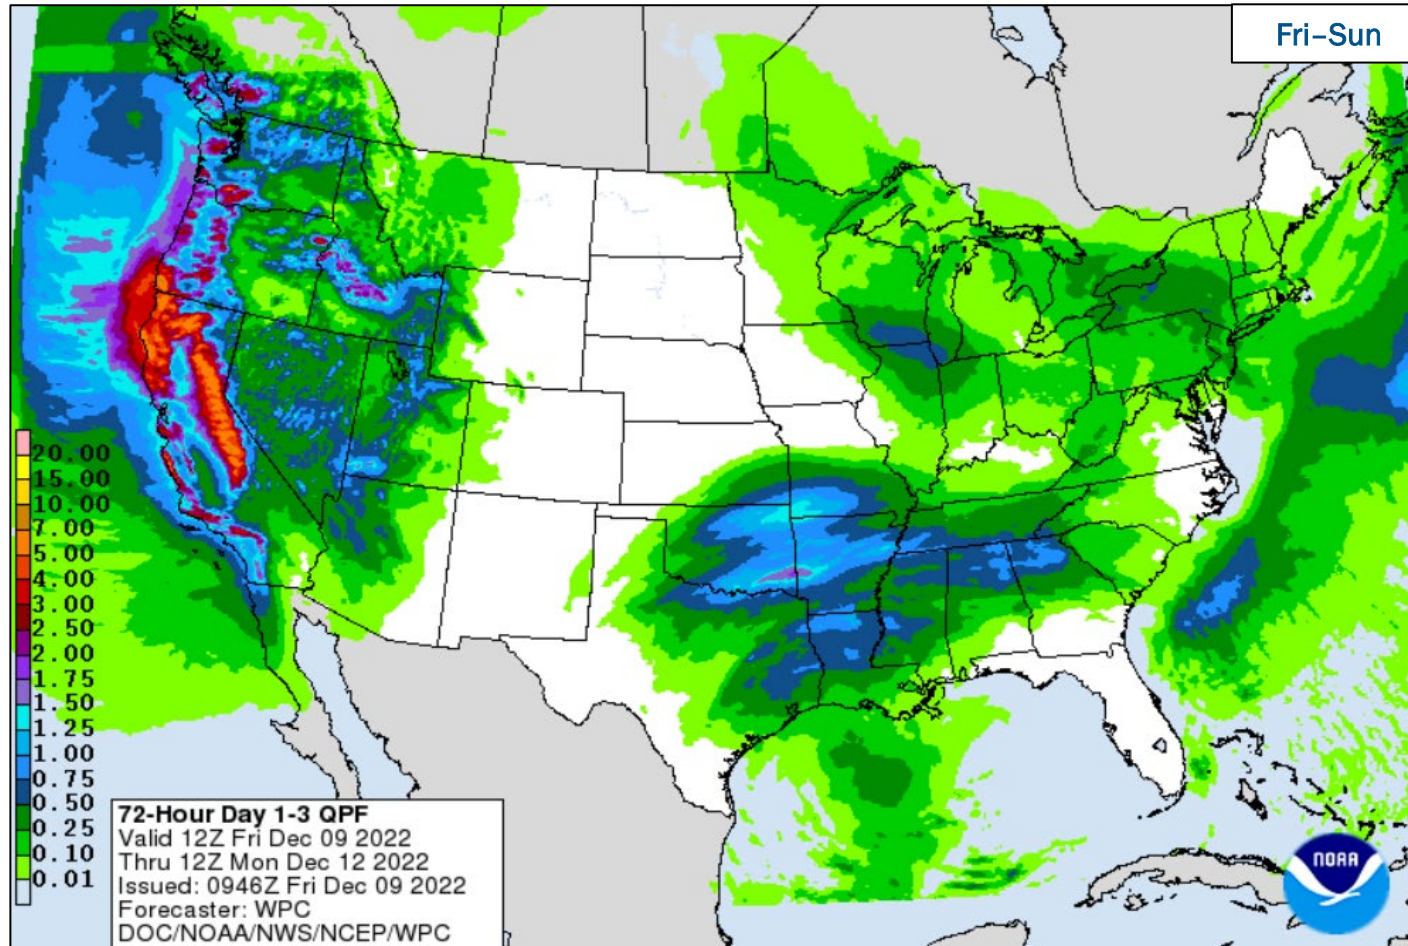 Fri–Sun
20.00
15.00
10.00
7.00
5.00
4.00
3.00
2.50
2.00
1.75
1.50
1.25
1.00
0.75
0.50
0.25
0.10
0.01
72-Hour Day 1-3 QPF
Valid 12Z Fri Dec 09 2022
Thru 12Z Mon Dec 12 2022
Issued: 0946Z Fri Dec 09 2022
Forecaster: WPC
DOC/NOAA/NWS/NCEP/WPC
NOAA